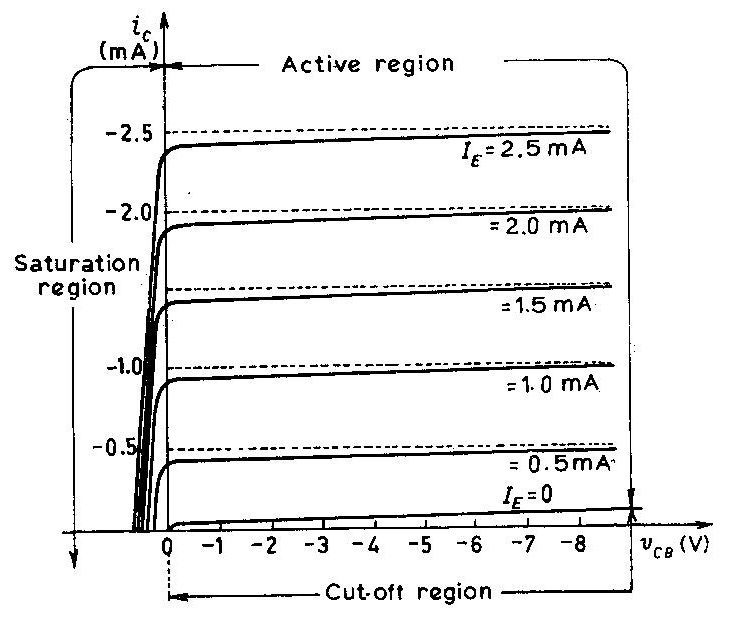 i_C
(mA)
Active region
-2.5
I_E = 2.5 mA
-2.0
= 2.0 mA
Saturation
region
= 1.5 mA
-1.0
= 1.0 mA
-0.5
= 0.5mA
I_E = 0
0 -1 -2 -3 -4 -5 -6 -7 -8 v_CB (V)
Cut-off region